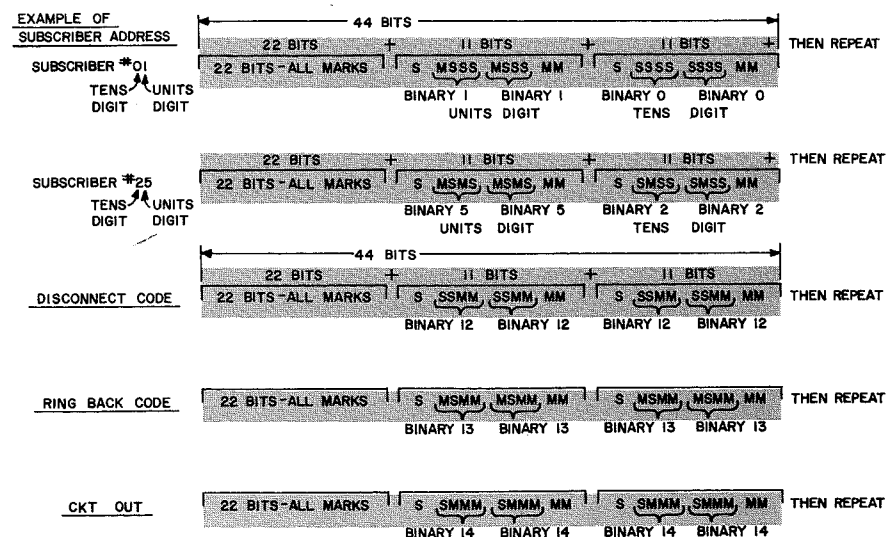 EXAMPLE OF
SUBSCRIBER ADDRESS
44 BITS
22 BITS + 11 BITS + 11 BITS + THEN REPEAT
SUBSCRIBER #01
22 BITS-ALL MARKS S MSSS MSSS MM S SSSS SSSS MM
TENS DIGIT UNITS DIGIT
BINARY 1 BINARY 1 BINARY 0 BINARY 0
UNITS DIGIT TENS DIGIT
22 BITS + 11 BITS + 11 BITS + THEN REPEAT
SUBSCRIBER #25
22 BITS-ALL MARKS S MSMS MSMS MM S SMSS SMSS MM
TENS DIGIT UNITS DIGIT
BINARY 5 BINARY 5 BINARY 2 BINARY 2
UNITS DIGIT TENS DIGIT
44 BITS
22 BITS + 11 BITS + 11 BITS
DISCONNECT CODE 22 BITS-ALL MARKS S SSMM SSMM MM S SSMM SSMM MM THEN REPEAT
BINARY 12 BINARY 12 BINARY 12 BINARY 12
RING BACK CODE 22 BITS-ALL MARKS S MSMM MSMM MM S MSMM MSMM MM THEN REPEAT
BINARY 13 BINARY 13 BINARY 13 BINARY 13
CKT OUT 22 BITS-ALL MARKS S SMMM SMMM MM S SMMM SMMM MM THEN REPEAT
BINARY 14 BINARY 14 BINARY 14 BINARY 14